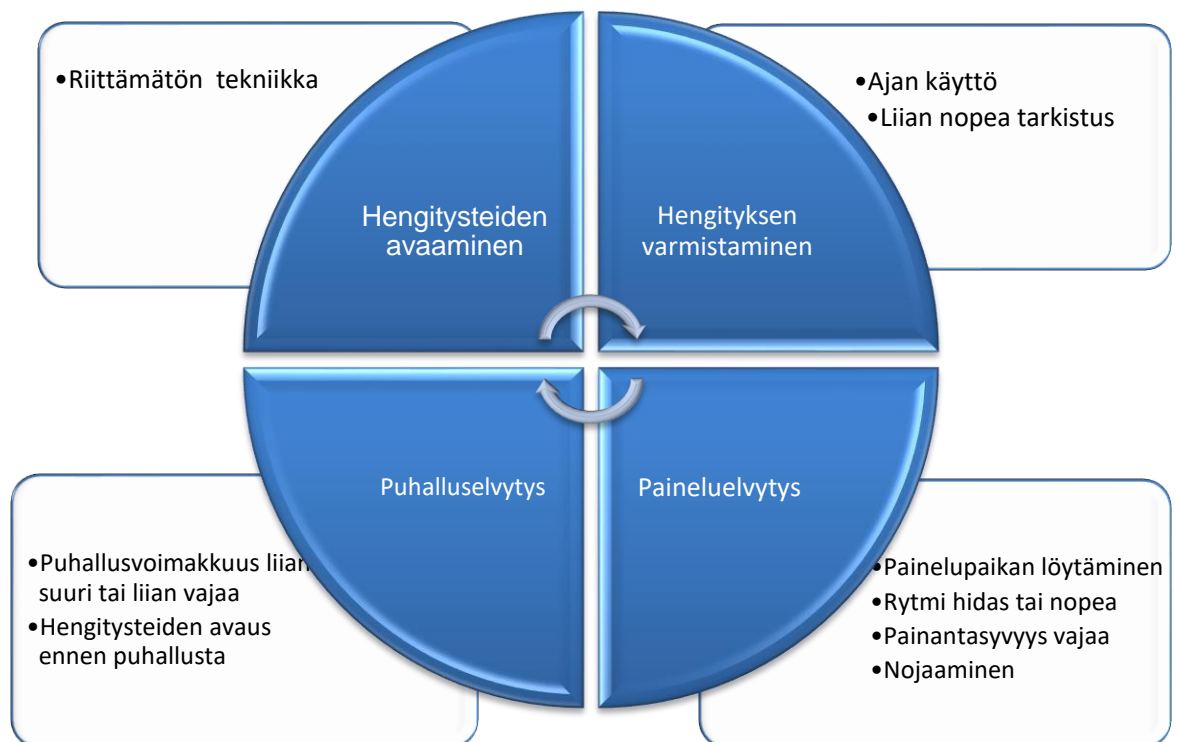 •Riittämätön tekniikka
•Ajan käyttö
•Liian nopea tarkistus
Hengitysteiden
avaaminen
Hengityksen
varmistaminen
Puhalluselvytys
Paineluelvytys
•Puhallusvoimakkuus liian
suuri tai liian vajaa
•Hengitysteiden avaus
ennen puhallusta
•Painelupaikan löytäminen
•Rytmi hidas tai nopea
•Painantasyvyys vajaa
•Nojaaminen